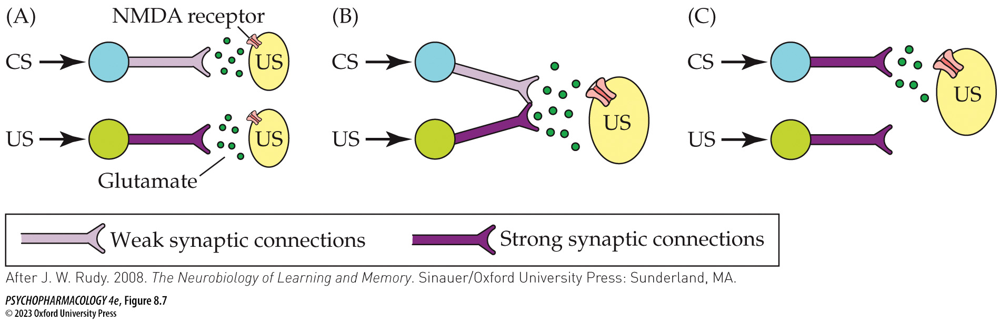 (A)
NMDA receptor
CS
US
US
US
Glutamate
(B)
CS
US
US
(C)
CS
US
US
Weak synaptic connections
Strong synaptic connections
After J. W. Rudy. 2008. The Neurobiology of Learning and Memory. Sinauer/Oxford University Press: Sunderland, MA.
PSYCHOPHARMACOLOGY 4e, Figure 8.7
© 2023 Oxford University Press